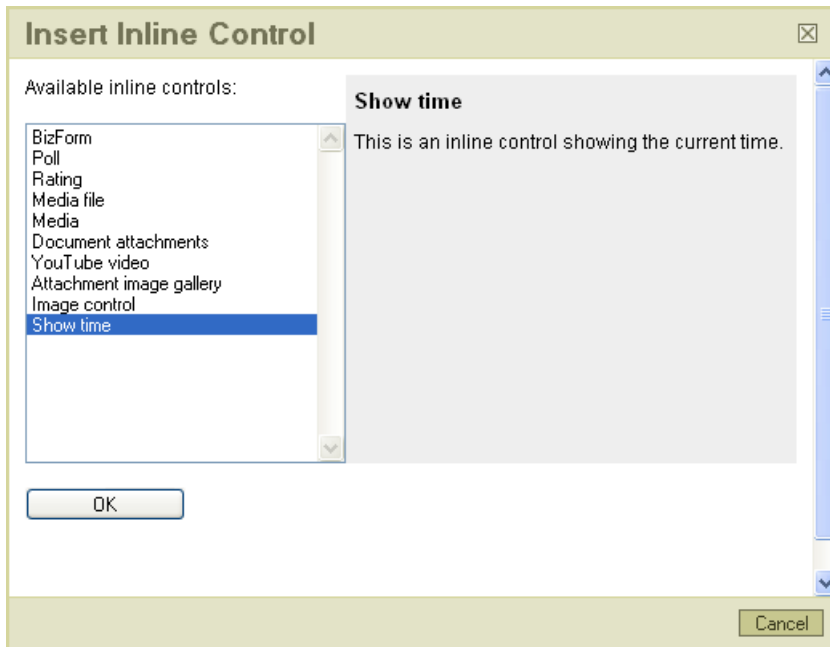 Insert Inline Control
Available inline controls:
BizForm
Poll
Rating
Media file
Media
Document attachments
YouTube video
Attachment image gallery
Image control
Show time
Show time
This is an inline control showing the current time.
OK
Cancel